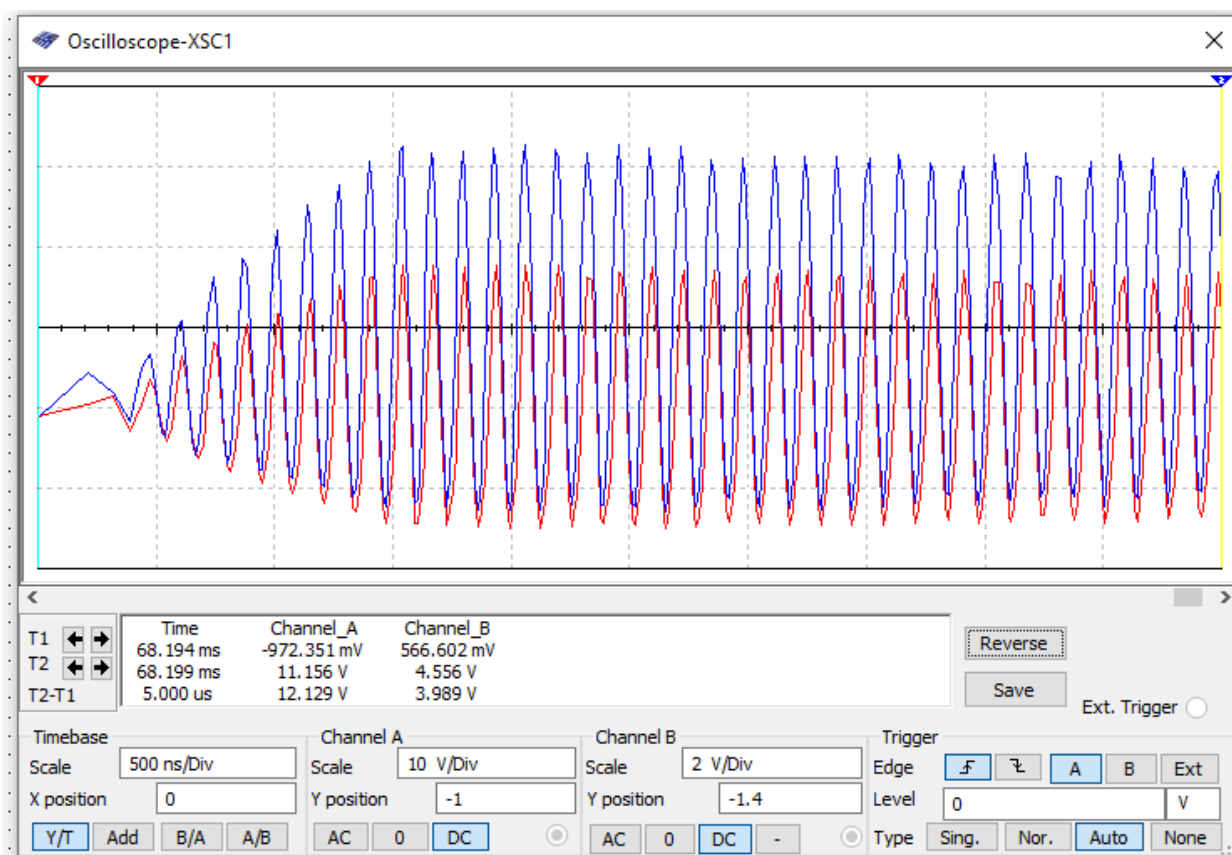 Oscilloscope-XSC1
1 2
T1
T2
T2-T1
Time Channel_A Channel_B
68.194 ms -972.351 mV 566.602 mV
68.199 ms 11.156 V 4.556 V
5.000 us 12.129 V 3.989 V
Reverse
Save
Ext. Trigger
Timebase
Scale 500 ns/Div
X position 0
Y/T Add B/A A/B
Channel A
Scale 10 V/Div
Y position -1
AC 0 DC
Channel B
Scale 2 V/Div
Y position -1.4
AC 0 DC -
Trigger
Edge A B Ext
Level 0 V
Type Sing. Nor. Auto None